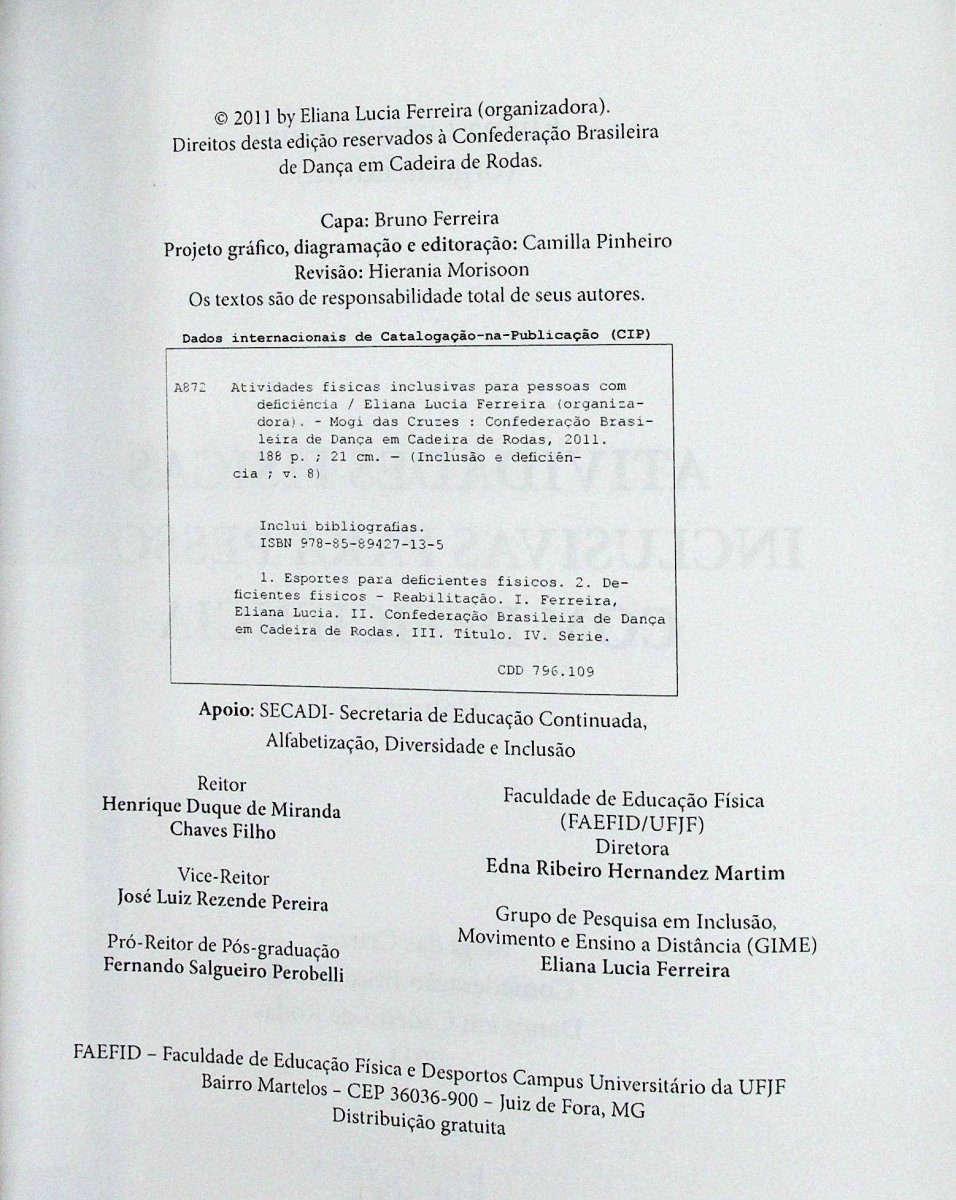 © 2011 by Eliana Lucia Ferreira (organizadora).
Direitos desta edição reservados à Confederação Brasileira
de Dança em Cadeira de Rodas.
Capa: Bruno Ferreira
Projeto gráfico, diagramação e editoração: Camilla Pinheiro
Revisão: Hierania Morisoon
Os textos são de responsabilidade total de seus autores.
Dados internacionais de Catalogação-na-Publicação (CIP)
A872 Atividades físicas inclusivas para pessoas com
deficiência / Eliana Lucia Ferreira (organiza-
dora). - Mogi das Cruzes : Confederação Brasi-
leira de Dança em Cadeira de Rodas, 2011.
188 p. ; 21 cm. – (Inclusão e deficiên-
cia ; v. 8)
Inclui bibliografias.
ISBN 978-85-89427-13-5
1. Esportes para deficientes físicos. 2. De-
ficientes físicos - Reabilitação. I. Ferreira,
Eliana Lucia. II. Confederação Brasileira de Dança
em Cadeira de Rodas. III. Título. IV. Série.
CDD 796.109
Apoio: SECADI- Secretaria de Educação Continuada,
Alfabetização, Diversidade e Inclusão
Reitor
Henrique Duque de Miranda
Chaves Filho
Vice-Reitor
José Luiz Rezende Pereira
Pró-Reitor de Pós-graduação
Fernando Salgueiro Perobelli
Faculdade de Educação Física
(FAEFID/UFJF)
Diretora
Edna Ribeiro Hernandez Martim
Grupo de Pesquisa em Inclusão,
Movimento e Ensino a Distância (GIME)
Eliana Lucia Ferreira
FAEFID – Faculdade de Educação Física e Desportos Campus Universitário da UFJF
Bairro Martelos – CEP 36036-900 – Juiz de Fora, MG
Distribuição gratuita